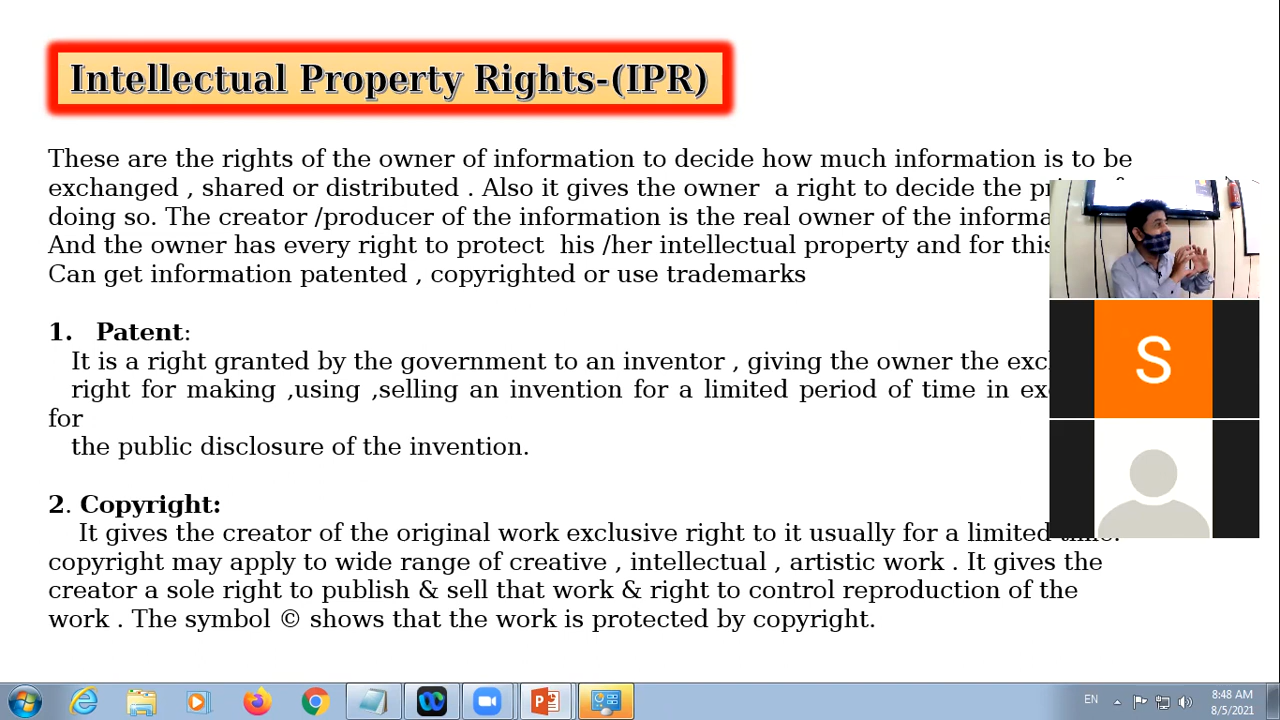 Intellectual Property Rights-(IPR)
These are the rights of the owner of information to decide how much information is to be
exchanged , shared or distributed . Also it gives the owner a right to decide the
doing so. The creator /producer of the information is the real owner of the
And the owner has every right to protect his /her intellectual property and for this
Can get information patented , copyrighted or use trademarks
1. Patent:
It is a right granted by the government to an inventor , giving the owner the
right for making ,using ,selling an invention for a limited period of time in
for
the public disclosure of the invention.
2. Copyright:
It gives the creator of the original work exclusive right to it usually for a limited time.
copyright may apply to wide range of creative , intellectual , artistic work . It gives the
creator a sole right to publish & sell that work & right to control reproduction of the
work . The symbol © shows that the work is protected by copyright.
S
EN
8:48 AM
8/5/2021